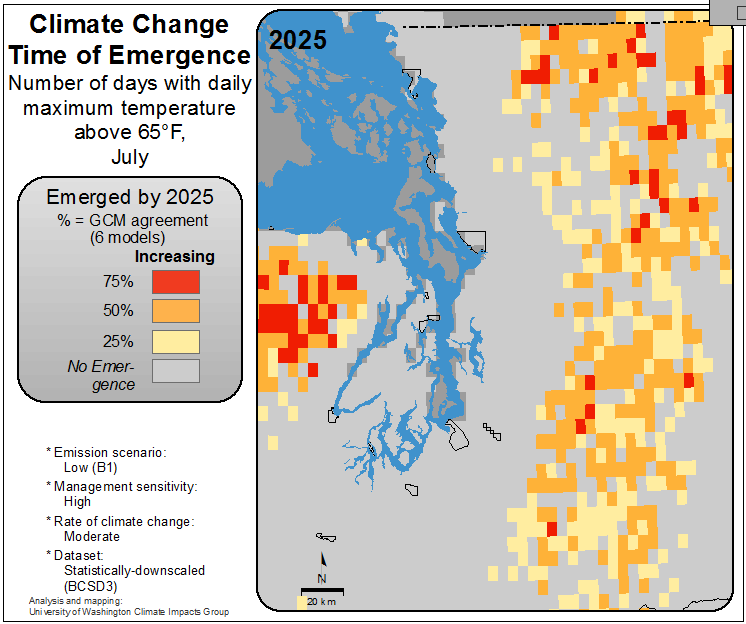 Climate Change
Time of Emergence
Number of days with daily
maximum temperature
above 65°F,
July
2025
Emerged by 2025
% = GCM agreement
(6 models)
Increasing
75%
50%
25%
No Emer-
gence
* Emission scenario:
Low (B1)
* Management sensitivity:
High
* Rate of climate change:
Moderate
* Dataset:
Statistically-downscaled
(BCSD3)
Analysis and mapping:
University of Washington Climate Impacts Group
N
20 km